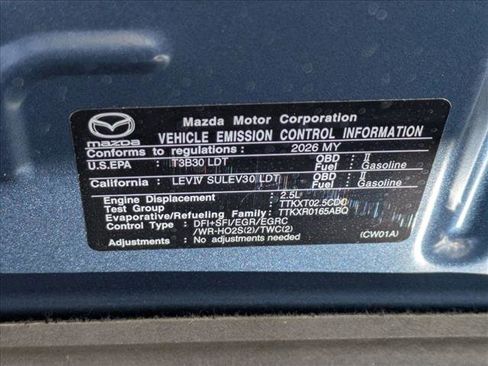 mazda
Mazda Motor Corporation
VEHICLE EMISSION CONTROL INFORMATION
Conforms to regulations: 2026 MY
U.S.EPA : T3B30 LDT OBD : II
Fuel : Gasoline
California : LEVIV SULEV30 LDT OBD : II
Fuel : Gasoline
Engine Displacement : 2.5L
Test Group : TTKXT02.5CDC
Evaporative/Refueling Family : TTKXR0165ABQ
Control Type : DFI+SFI/EGR/EGRC
/WR-HO2S(2)/TWC(2)
Adjustments : No adjustments needed
(CW01A)